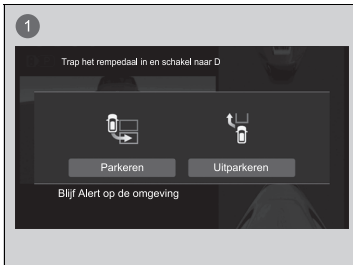 1
Trap het rempedaal in en schakel naar D
Parkeren
Uitparkeren
Blijf Alert op de omgeving